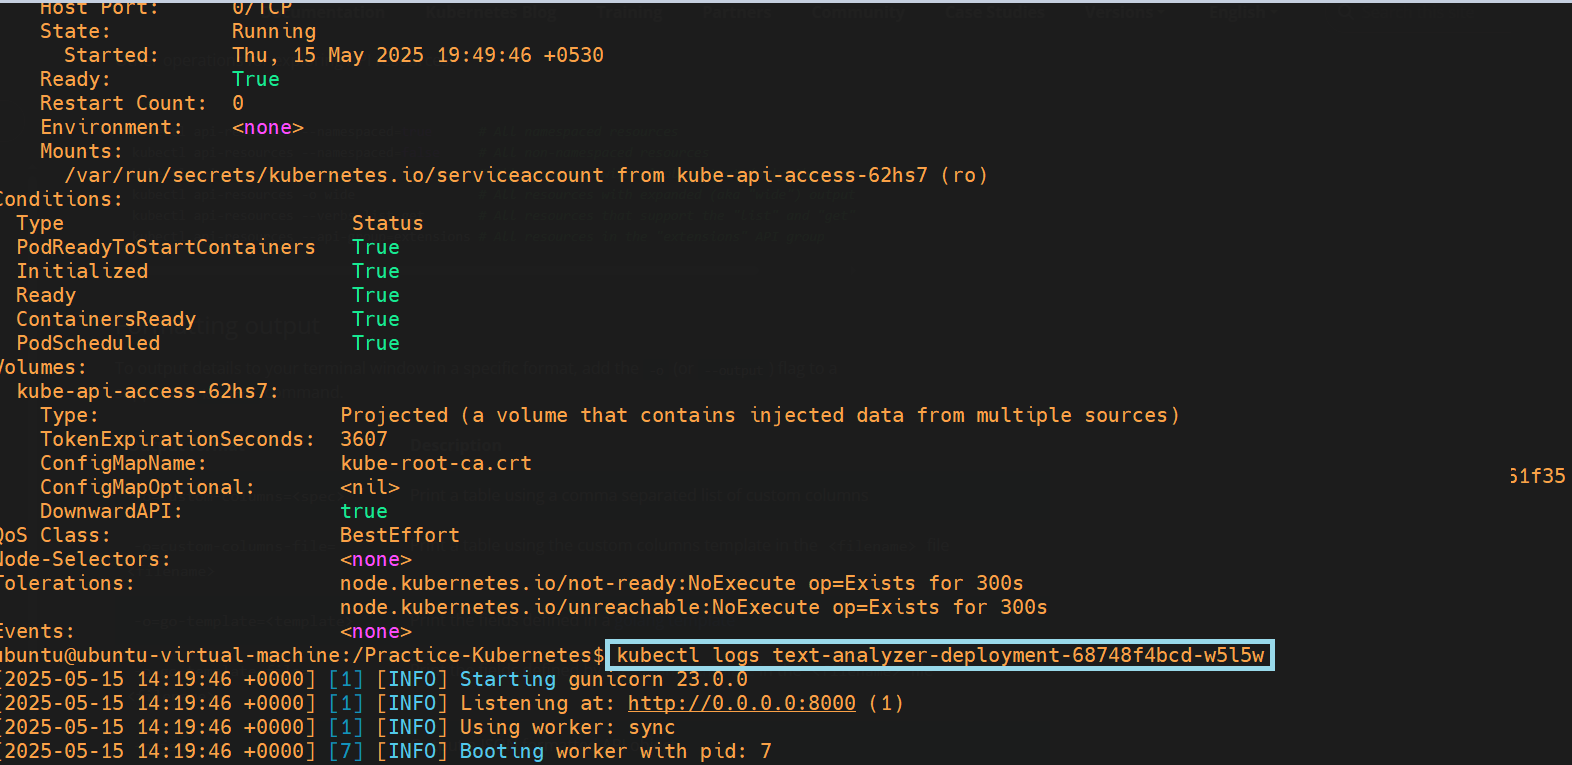 Host Port: 0/TCP
State: Running
Started: Thu, 15 May 2025 19:49:46 +0530
Ready: True
Restart Count: 0
Environment: <none>
Mounts:
/var/run/secrets/kubernetes.io/serviceaccount from kube-api-access-62hs7 (ro)
Conditions:
Type Status
PodReadyToStartContainers True
Initialized True
Ready True
ContainersReady True
PodScheduled True
Volumes:
kube-api-access-62hs7:
Type: Projected (a volume that contains injected data from multiple sources)
TokenExpirationSeconds: 3607
ConfigMapName: kube-root-ca.crt
51f35
ConfigMapOptional: <nil>
DownwardAPI: true
QoS Class: BestEffort
Node-Selectors: <none>
Tolerations: node.kubernetes.io/not-ready:NoExecute op=Exists for 300s
node.kubernetes.io/unreachable:NoExecute op=Exists for 300s
Events: <none>
ubuntu@ubuntu-virtual-machine:/Practice-Kubernetes$ kubectl logs text-analyzer-deployment-68748f4bcd-w5l5w
[2025-05-15 14:19:46 +0000] [1] [INFO] Starting gunicorn 23.0.0
[2025-05-15 14:19:46 +0000] [1] [INFO] Listening at: http://0.0.0.0:8000 (1)
[2025-05-15 14:19:46 +0000] [1] [INFO] Using worker: sync
[2025-05-15 14:19:46 +0000] [7] [INFO] Booting worker with pid: 7